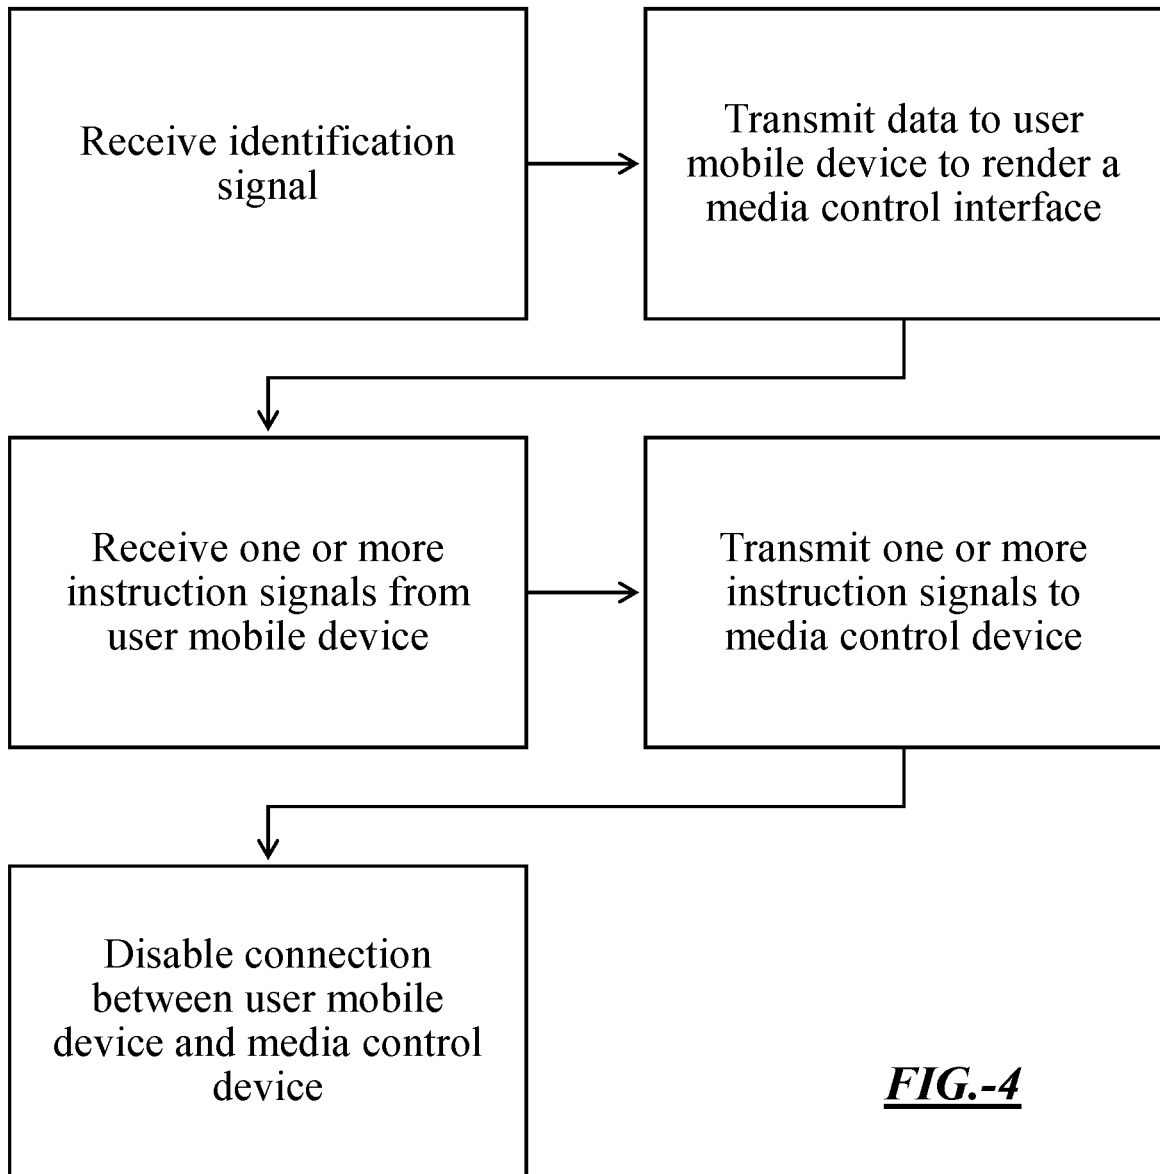 Receive identification
signal
Transmit data to user
mobile device to render a
media control interface
Receive one or more
instruction signals from
user mobile device
Transmit one or more
instruction signals to
media control device
Disable connection
between user mobile
device and media control
device
FIG.-4